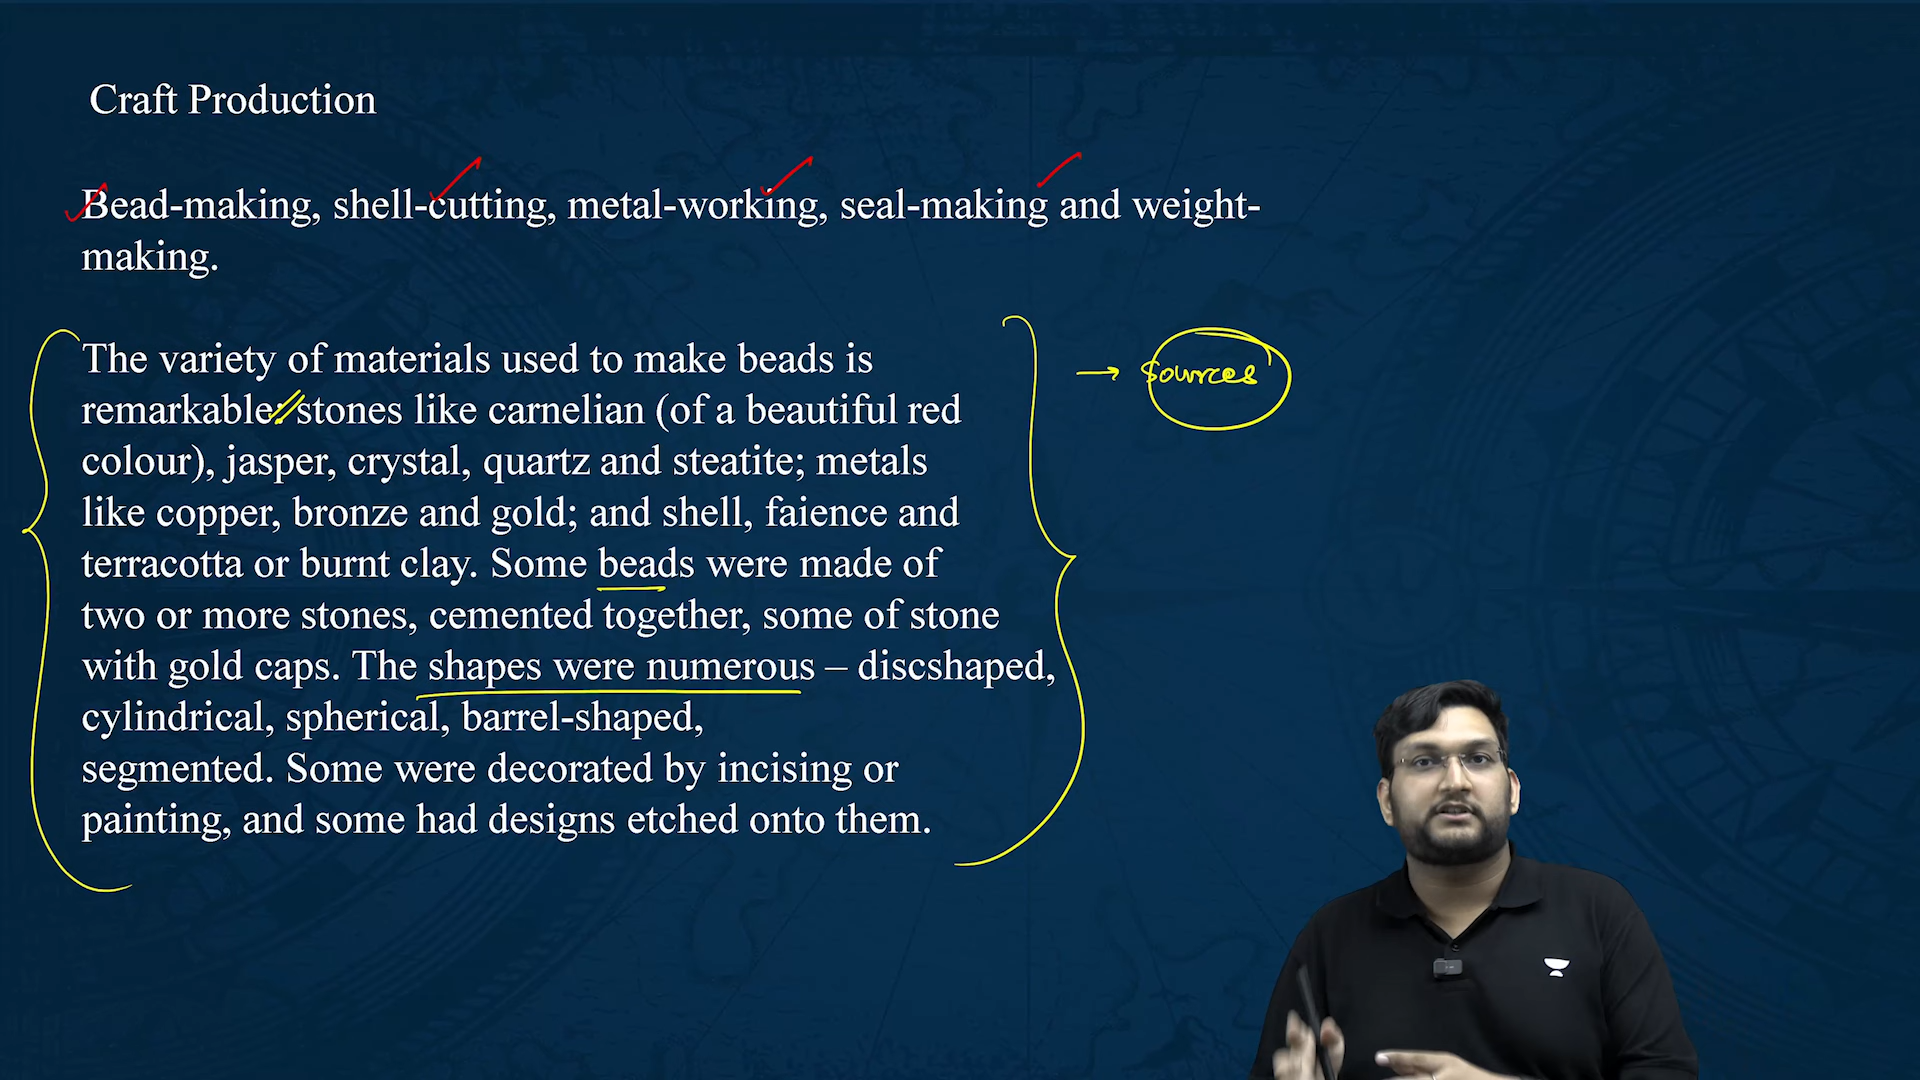 Craft Production
Bead-making, shell-cutting, metal-working, seal-making and weight-
making.
The variety of materials used to make beads is
remarkable: stones like carnelian (of a beautiful red
colour), jasper, crystal, quartz and steatite; metals
like copper, bronze and gold; and shell, faience and
terracotta or burnt clay. Some beads were made of
two or more stones, cemented together, some of stone
with gold caps. The shapes were numerous – discshaped,
cylindrical, spherical, barrel-shaped,
segmented. Some were decorated by incising or
painting, and some had designs etched onto them.
→ Sources